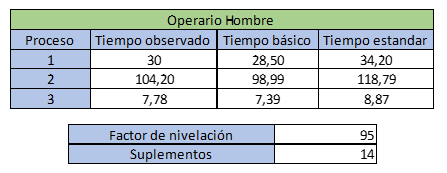 Operario Hombre
Proceso Tiempo observado Tiempo básico Tiempo estandar
1 30 28,50 34,20
2 104,20 98,99 118,79
3 7,78 7,39 8,87
Factor de nivelación 95
Suplementos 14